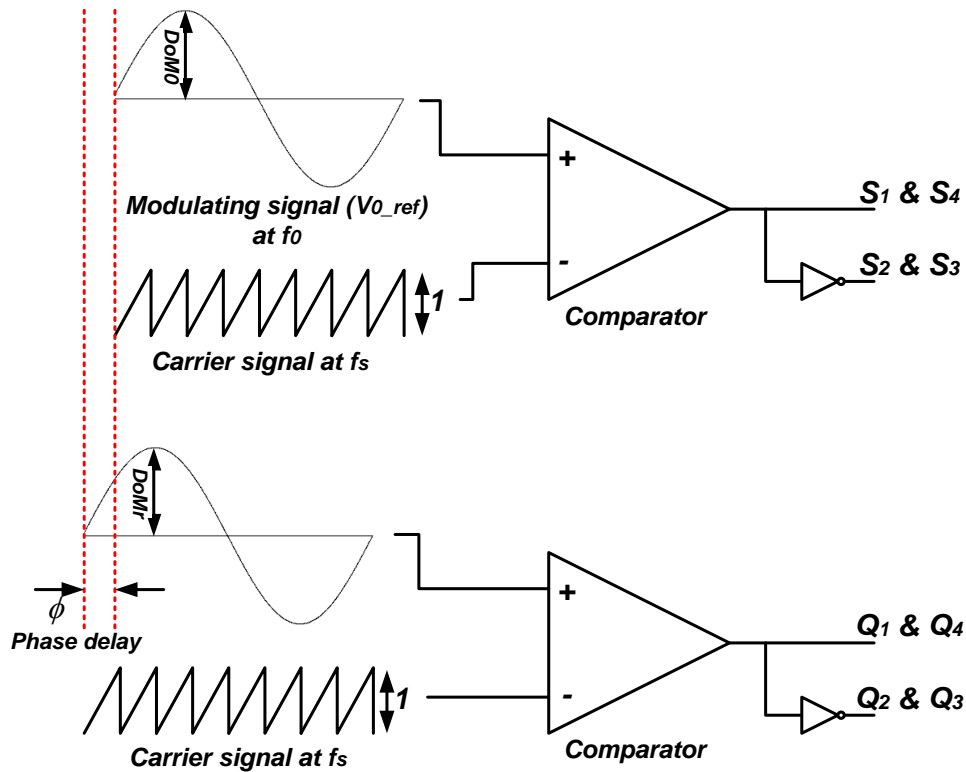 DoM0
+
Modulating signal (V0_ref)
at f0
S1 & S4
-
S2 & S3
1
Comparator
Carrier signal at fs
DoMr
+
ϕ
Phase delay
Q1 & Q4
-
1
Q2 & Q3
Comparator
Carrier signal at fs